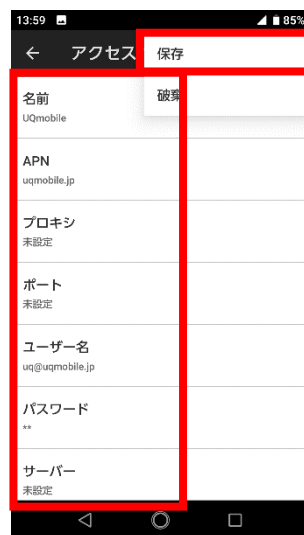 13:59 85%
アクセス 保存
破棄
名前
UQmobile
APN
uqmobile.jp
プロキシ
未設定
ポート
未設定
ユーザー名
uq@uqmobile.jp
パスワード
**
サーバー
未設定